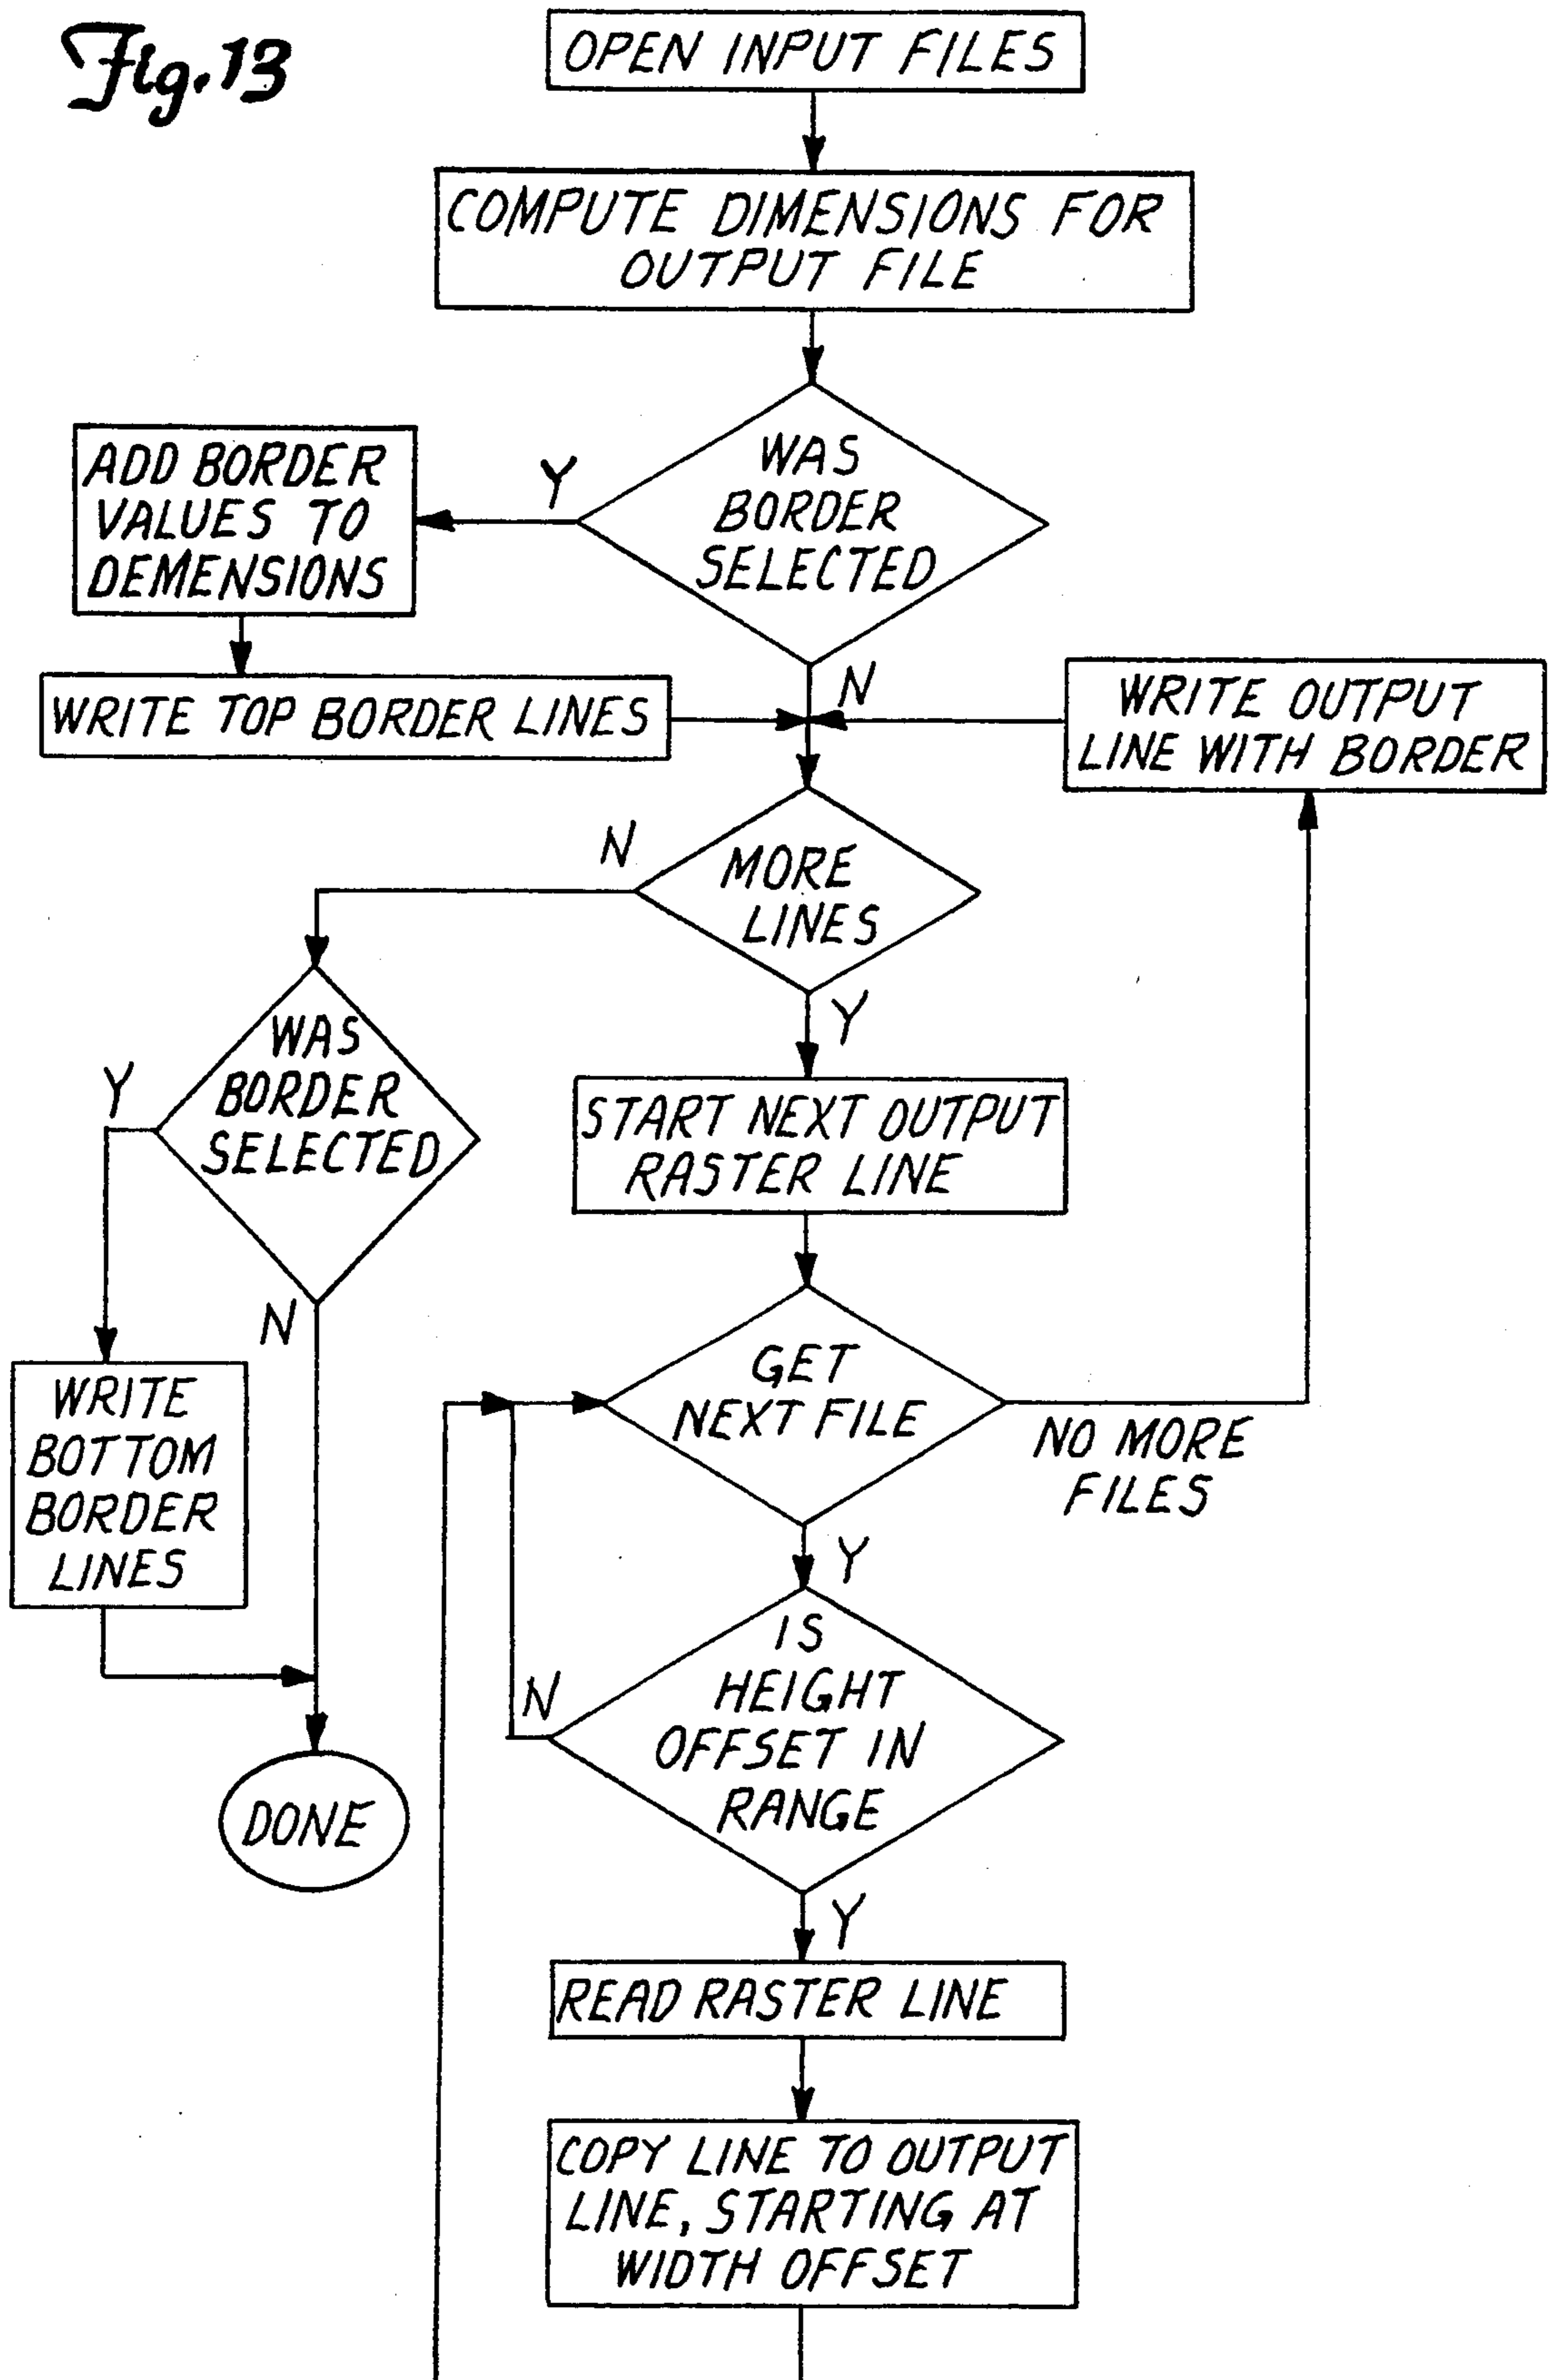 Fig. 13
OPEN INPUT FILES
COMPUTE DIMENSIONS FOR
OUTPUT FILE
WAS
BORDER
SELECTED
Y
ADD BORDER
VALUES TO
DEMENSIONS
N
WRITE TOP BORDER LINES
WRITE OUTPUT
LINE WITH BORDER
MORE
LINES
N
Y
WAS
BORDER
SELECTED
Y
N
START NEXT OUTPUT
RASTER LINE
GET
NEXT FILE
NO MORE
FILES
WRITE
BOTTOM
BORDER
LINES
Y
IS
HEIGHT
OFFSET IN
RANGE
N
DONE
Y
READ RASTER LINE
COPY LINE TO OUTPUT
LINE, STARTING AT
WIDTH OFFSET